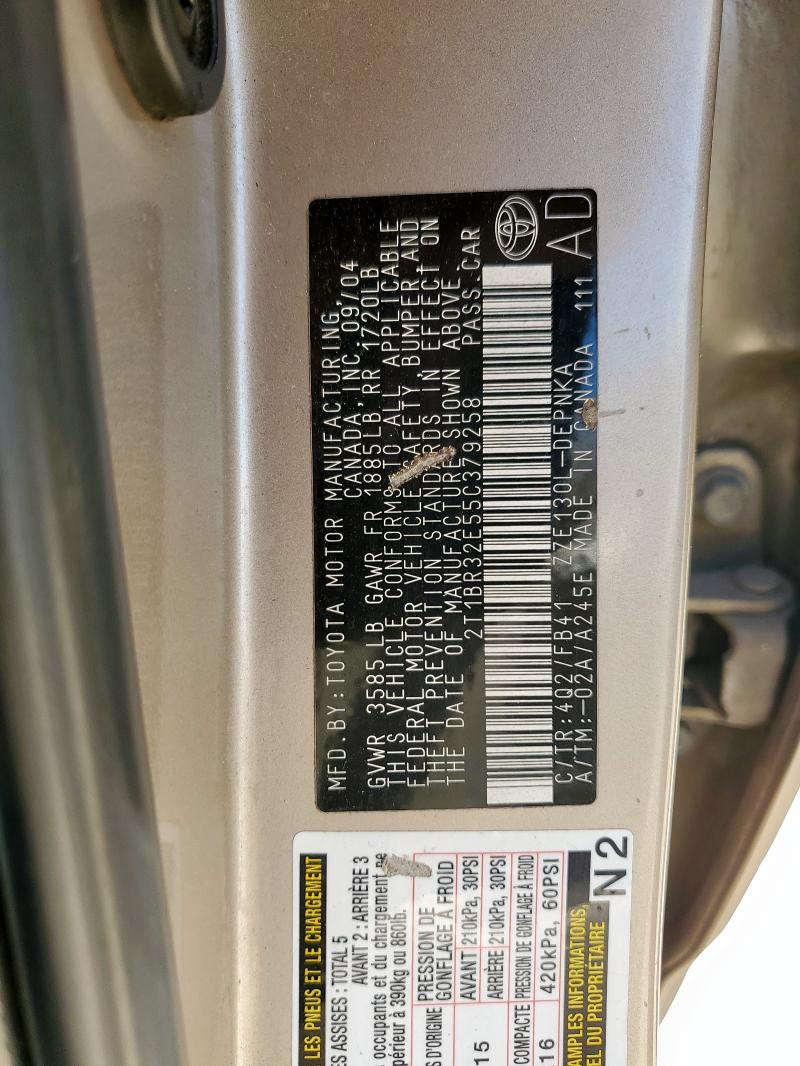 MFD. BY: TOYOTA MOTOR MANUFACTURING,
CANADA, INC. 09/04
GVWR 3585 LB GAWR FR 1885LB, RR 1720LB
THIS VEHICLE CONFORMS TO ALL APPLICABLE
FEDERAL MOTOR VEHICLE SAFETY, BUMPER AND
THEFT PREVENTION STANDARDS IN EFFECT ON
THE DATE OF MANUFACTURE SHOWN ABOVE.
2T1BR32E55C379258 PASS. CAR
C/TR: 4Q2/FB41 ZZE130L-DEPNKA
A/TM: -02A/A245E MADE IN CANADA 111 AD
LES PNEUS ET LE CHARGEMENT
ASSISES : TOTAL 5 AVANT 2 : ARRIÈRE 3
occupants et du chargement ne
390kg ou 860lb.
D'ORIGINE PRESSION DE GONFLAGE À FROID
15 AVANT 210kPa, 30PSI
ARRIÈRE 210kPa, 30PSI
COMPACTE PRESSION DE GONFLAGE À FROID
16 420kPa, 60PSI
AMPLES INFORMATIONS,
EL DU PROPRIÉTAIRE
N2